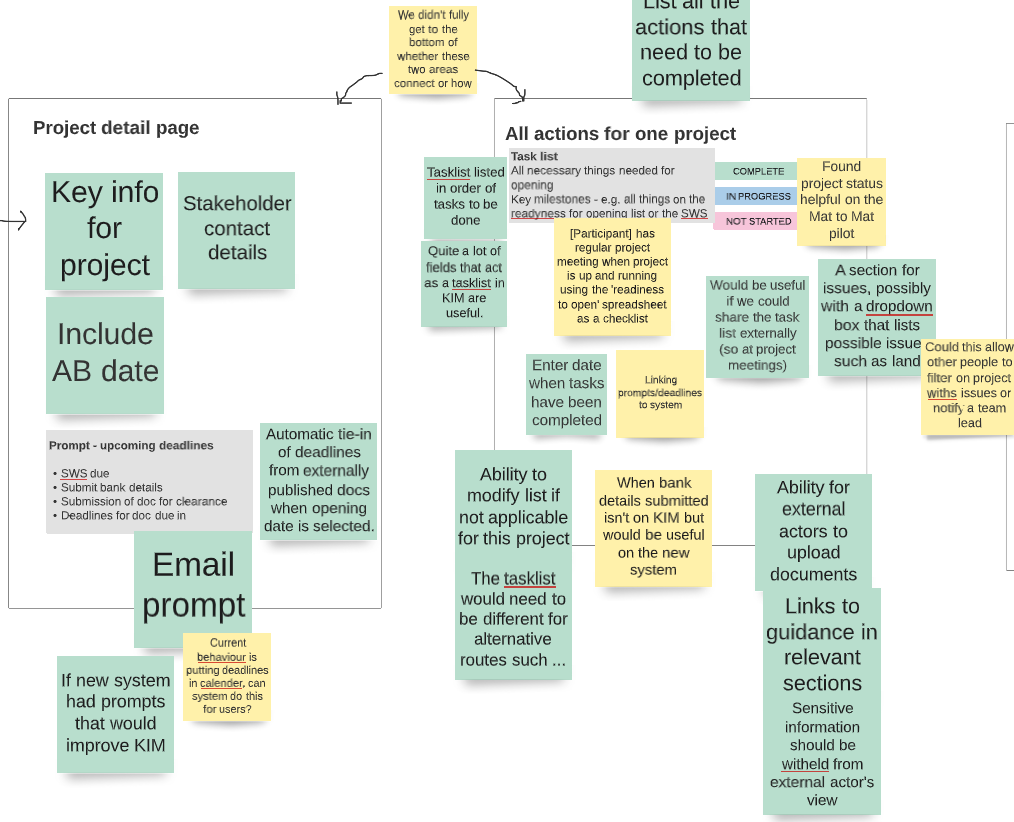 We didn't fully
get to the
bottom of
whether these
two areas
connect or how
List all the
actions that
need to be
completed
Project detail page
Key info
for
project
Stakeholder
contact
details
Include
AB date
Prompt - upcoming deadlines
• SWS due
• Submit bank details
• Submission of doc for clearance
• Deadlines for doc due in
Automatic tie-in
of deadlines
from externally
published docs
when opening
date is selected.
Email
prompt
Current
behaviour is
putting deadlines
in calender, can
system do this
for users?
If new system
had prompts
that would
improve KIM
All actions for one project
Tasklist listed
in order of
tasks to be
done
Task list
All necessary things needed for
opening
Key milestones - e.g. all things on the
readyness for opening list or the SWS
COMPLETE
IN PROGRESS
NOT STARTED
Found
project status
helpful on the
Mat to Mat
pilot
Quite a lot of
fields that act
as a tasklist in
KIM are
useful.
[Participant] has
regular project
meeting when project
is up and running
using the 'readiness
to open' spreadsheet
as a checklist
Would be useful
if we could
share the task
list externally
(so at project
meetings)
A section for
issues, possibly
with a dropdown
box that lists
possible issue
such as land
Could this allow
other people to
filter on project
withs issues or
notify a team
lead
Enter date
when tasks
have been
completed
Linking
prompts/deadlines
to system
Ability to
modify list if
not applicable
for this project
The tasklist
would need to
be different for
alternative
routes such ...
When bank
details submitted
isn't on KIM but
would be useful
on the new
system
Ability for
external
actors to
upload
documents
Links to
guidance in
relevant
sections
Sensitive
information
should be
witheld from
external actor's
view